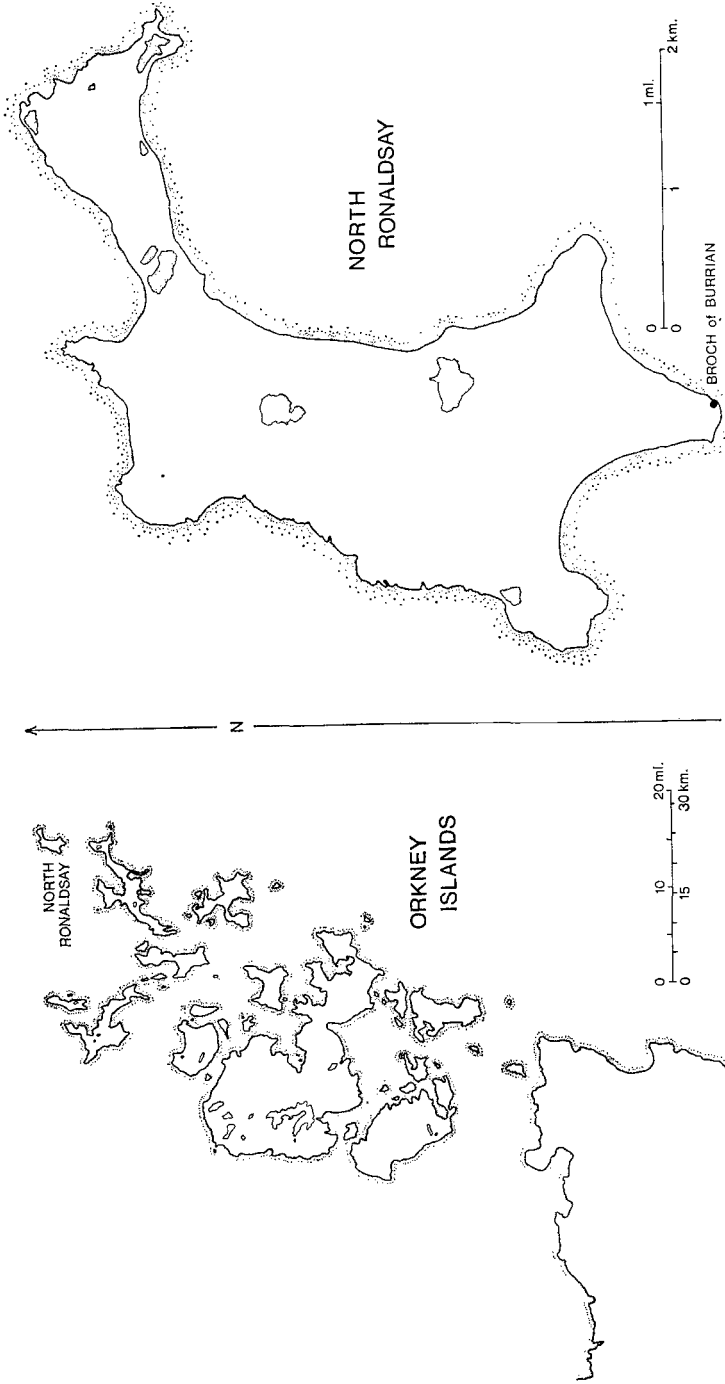 NORTH
RONALDSAY
ORKNEY
ISLANDS
0 10 20 ml.
0 15 30 km.
N
NORTH
RONALDSAY
0 1 ml.
0 1 2 km.
BROCH of BURRIAN